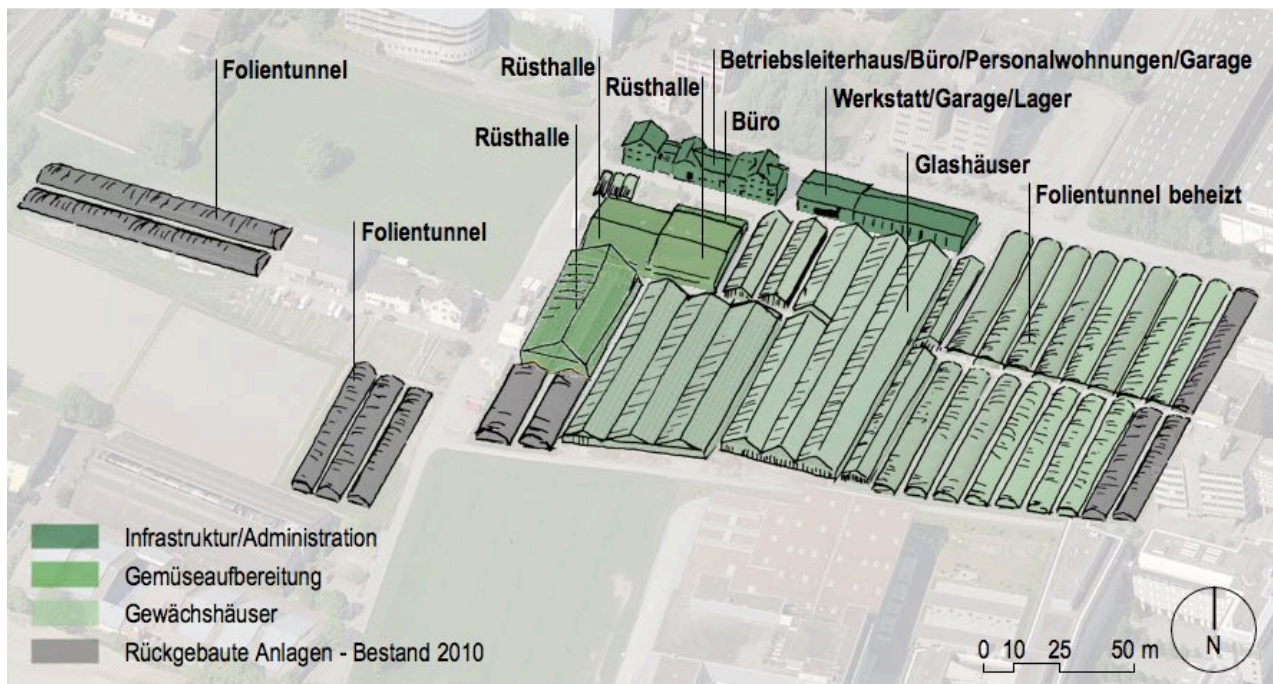 Folientunnel
Rüsthalle
Betriebsleiterhaus/Büro/Personalwohnungen/Garage
Rüsthalle
Werkstatt/Garage/Lager
Rüsthalle
Büro
Glashäuser
Folientunnel beheizt
Folientunnel
Infrastruktur/Administration
Gemüseaufbereitung
Gewächshäuser
Rückgebaute Anlagen - Bestand 2010
0 10 25 50 m
N